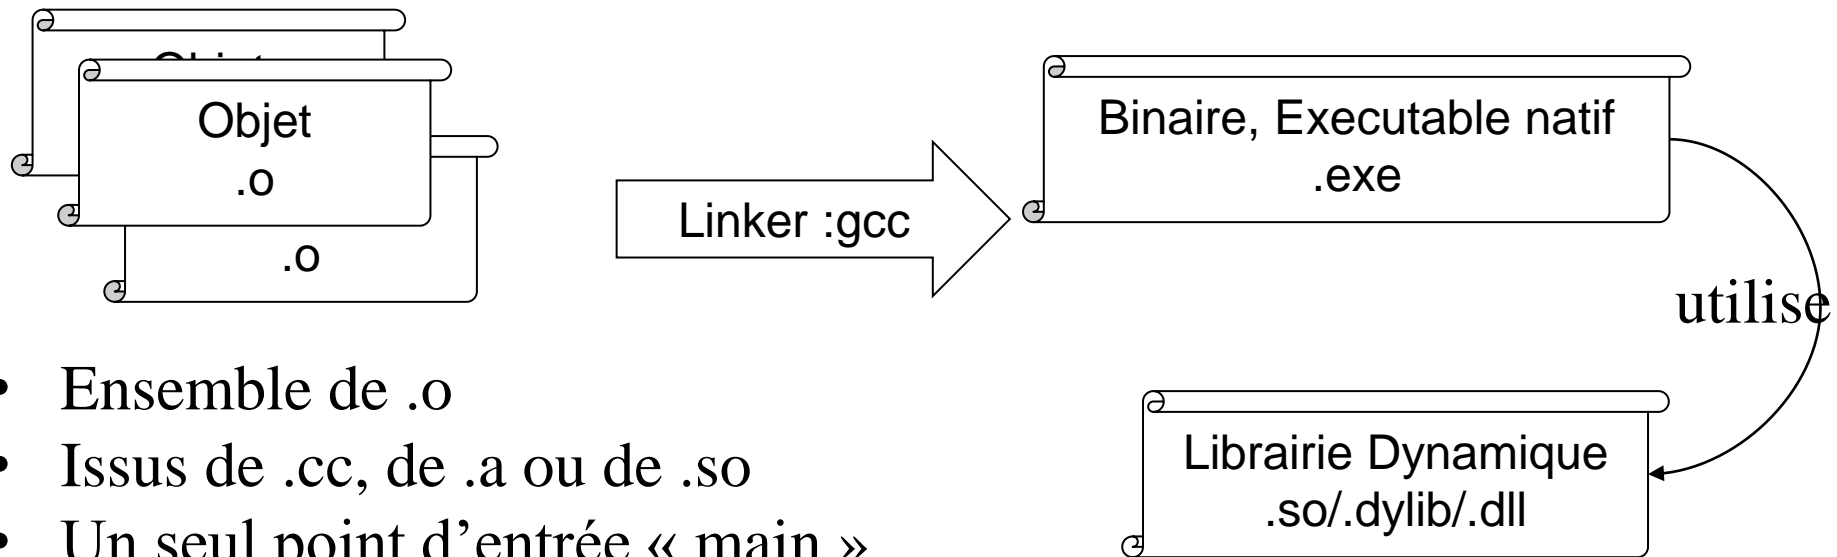 Objet
.o
.o
Linker :gcc
Binaire, Executable natif
.exe
utilise
• Ensemble de .o
• Issus de .cc, de .a ou de .so
• Un seul point d’entrée « main »
Librairie Dynamique
.so/.dylib/.dll